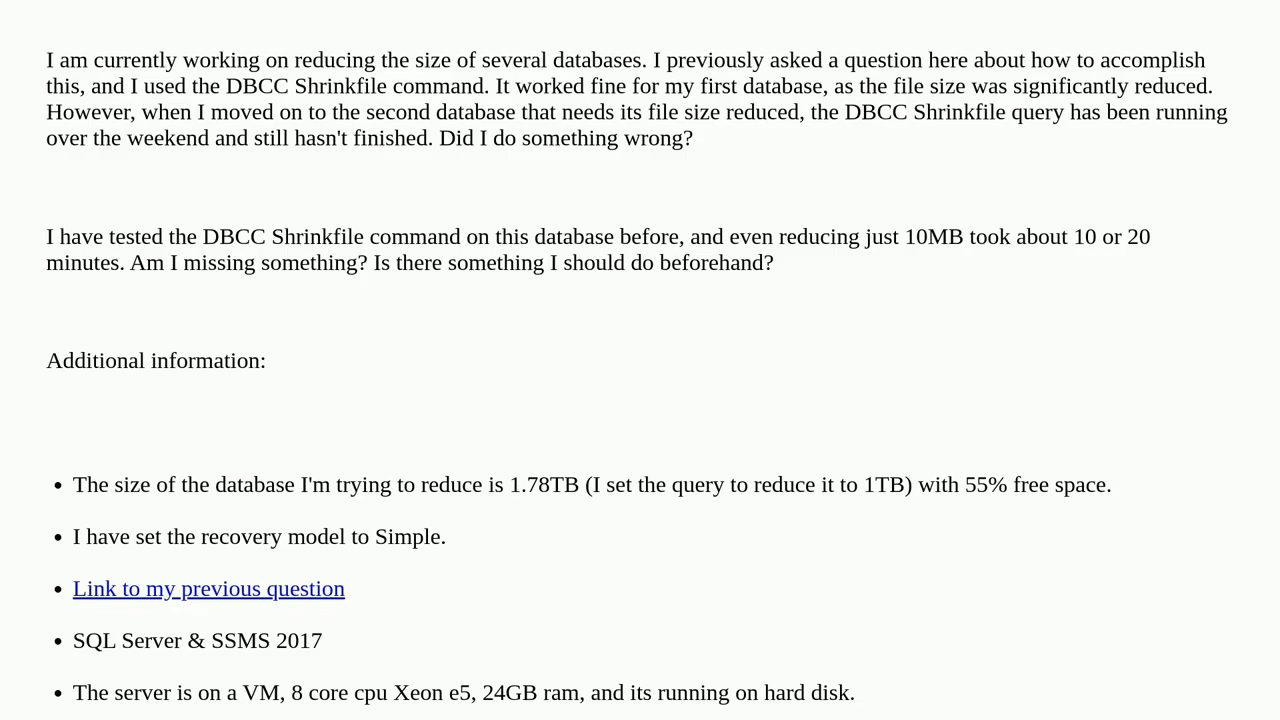 I am currently working on reducing the size of several databases. I previously asked a question here about how to accomplish
this, and I used the DBCC Shrinkfile command. It worked fine for my first database, as the file size was significantly reduced.
However, when I moved on to the second database that needs its file size reduced, the DBCC Shrinkfile query has been running
over the weekend and still hasn't finished. Did I do something wrong?
I have tested the DBCC Shrinkfile command on this database before, and even reducing just 10MB took about 10 or 20
minutes. Am I missing something? Is there something I should do beforehand?
Additional information:
• The size of the database I'm trying to reduce is 1.78TB (I set the query to reduce it to 1TB) with 55% free space.
• I have set the recovery model to Simple.
• Link to my previous question
• SQL Server & SSMS 2017
• The server is on a VM, 8 core cpu Xeon e5, 24GB ram, and its running on hard disk.